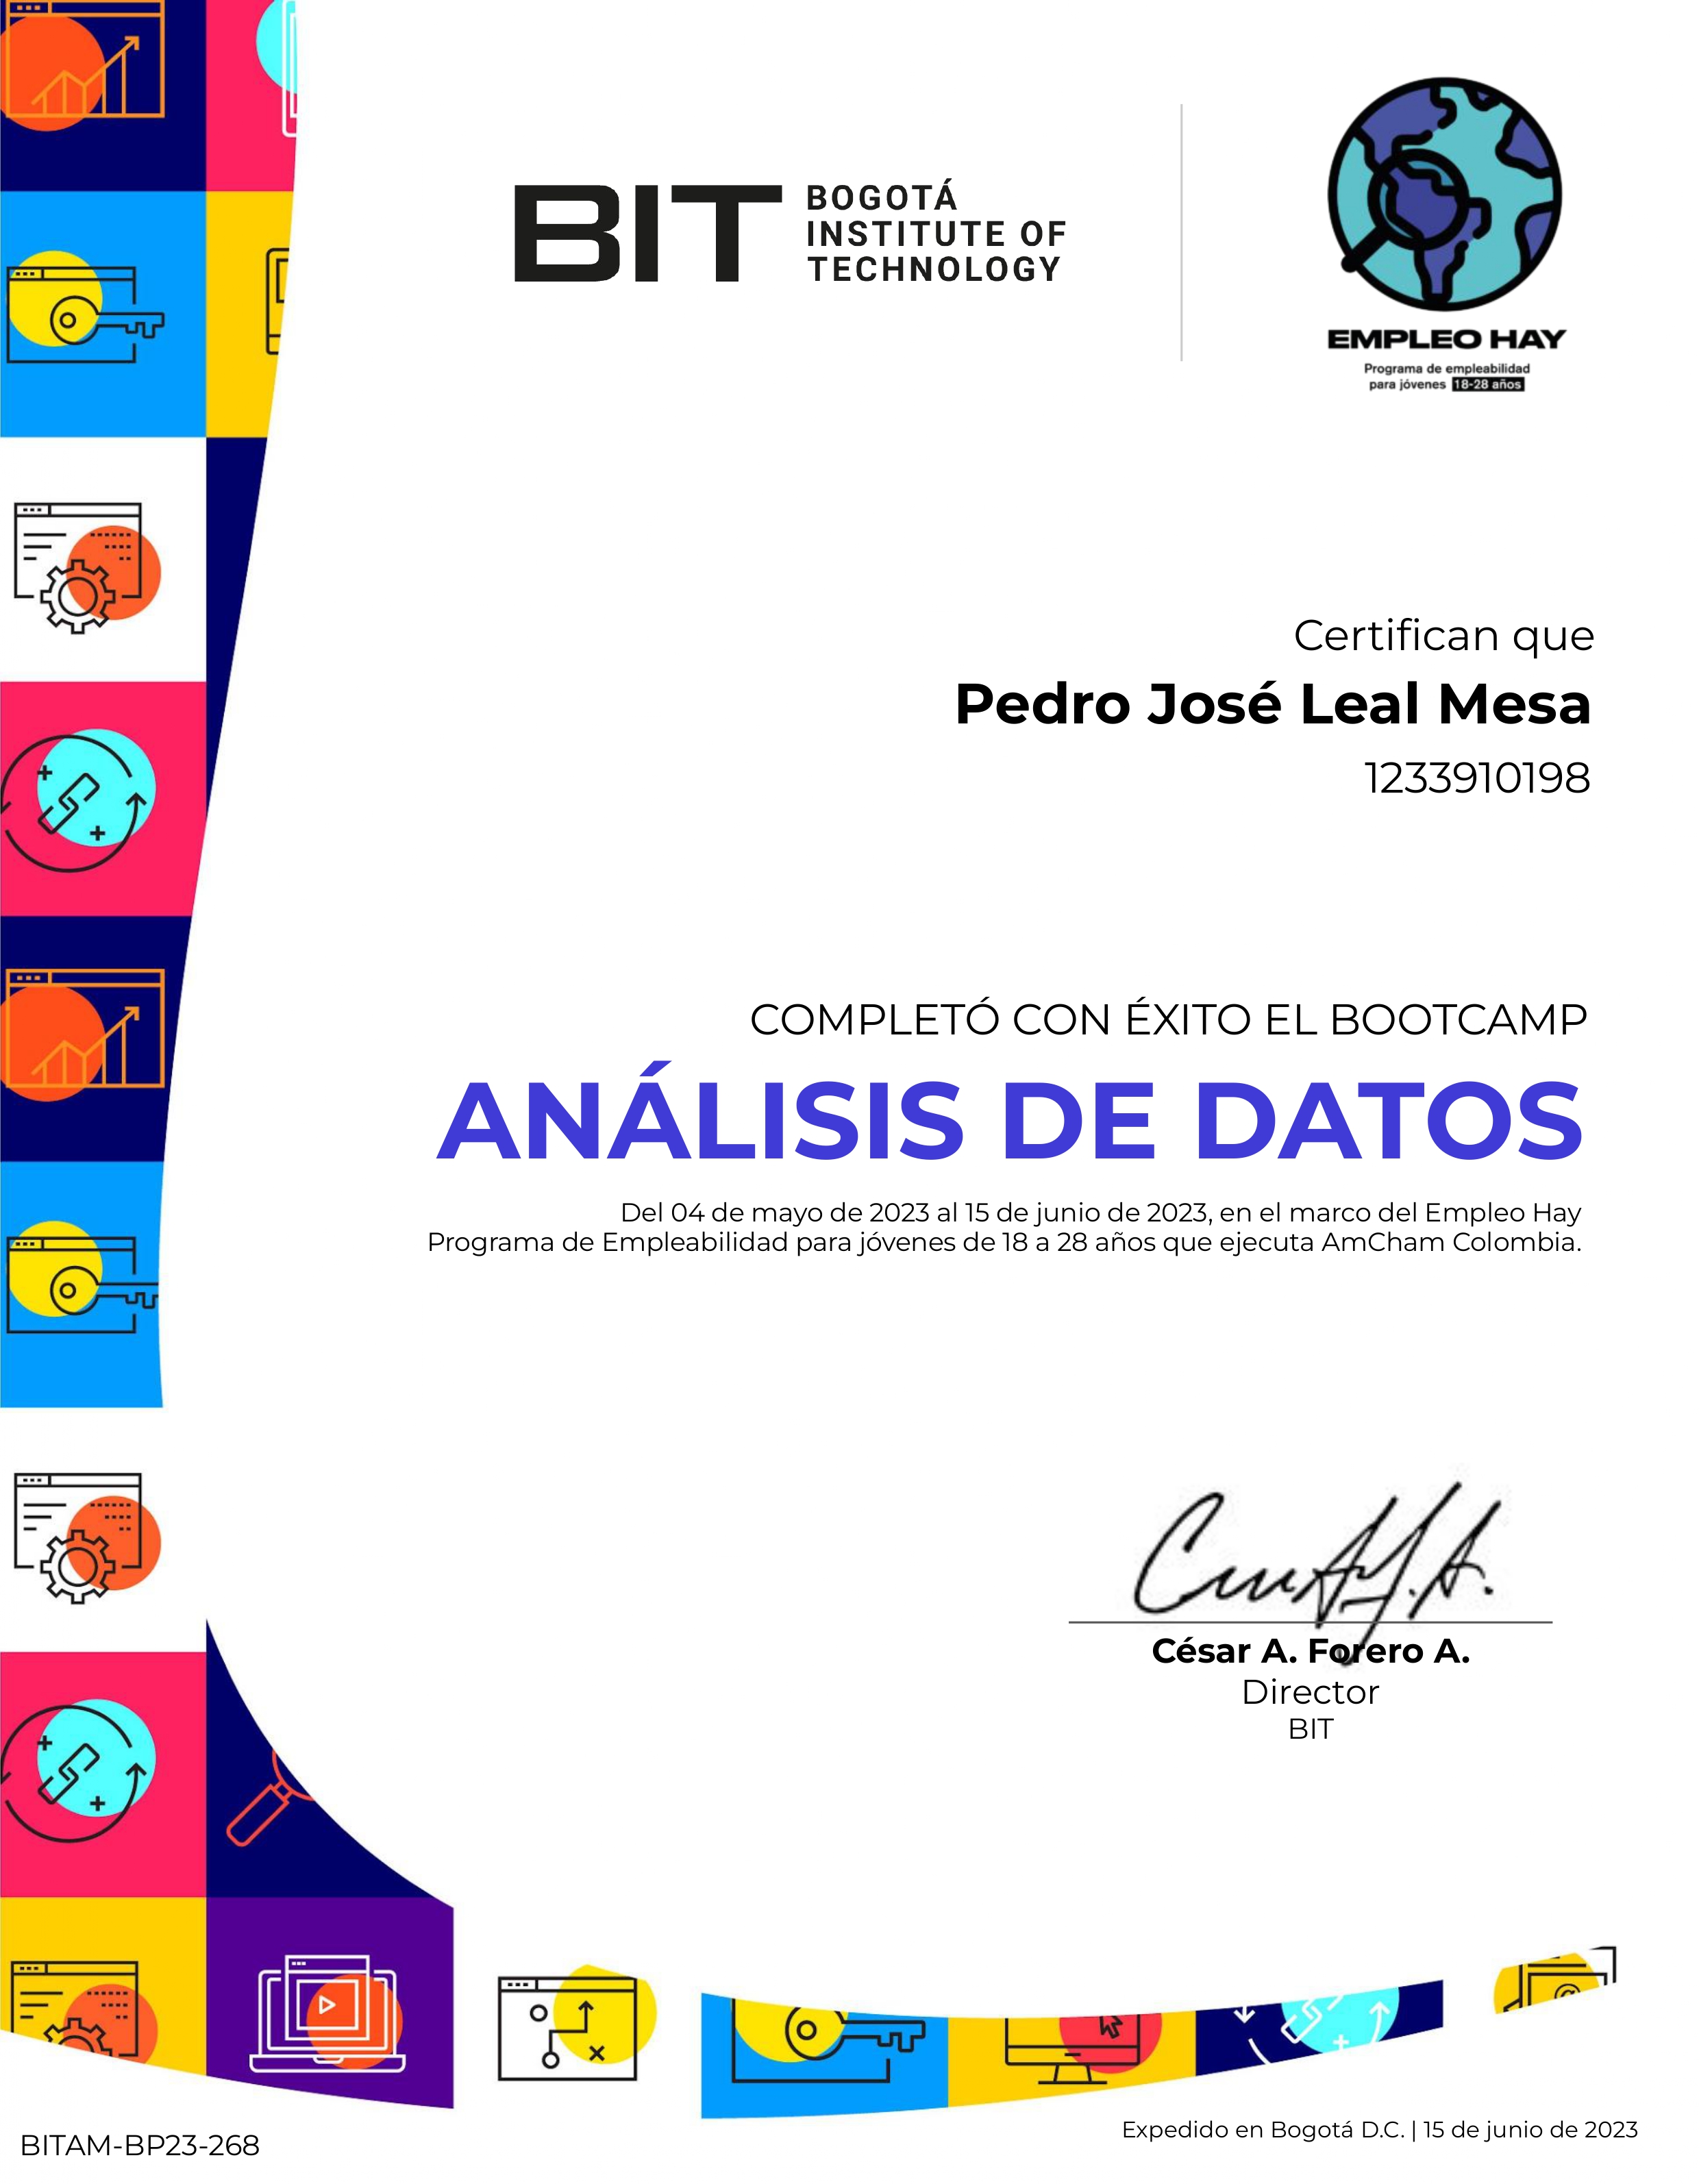 BIT
BOGOTÁ
INSTITUTE OF
TECHNOLOGY
EMPLEO HAY
Programa de empleabilidad
para jóvenes 18-28 años
Certifican que
Pedro José Leal Mesa
1233910198
COMPLETÓ CON ÉXITO EL BOOTCAMP
ANÁLISIS DE DATOS
Del 04 de mayo de 2023 al 15 de junio de 2023, en el marco del Empleo Hay
Programa de Empleabilidad para jóvenes de 18 a 28 años que ejecuta AmCham Colombia.
César A. Forero A.
Director
BIT
BITAM-BP23-268
Expedido en Bogotá D.C. | 15 de junio de 2023